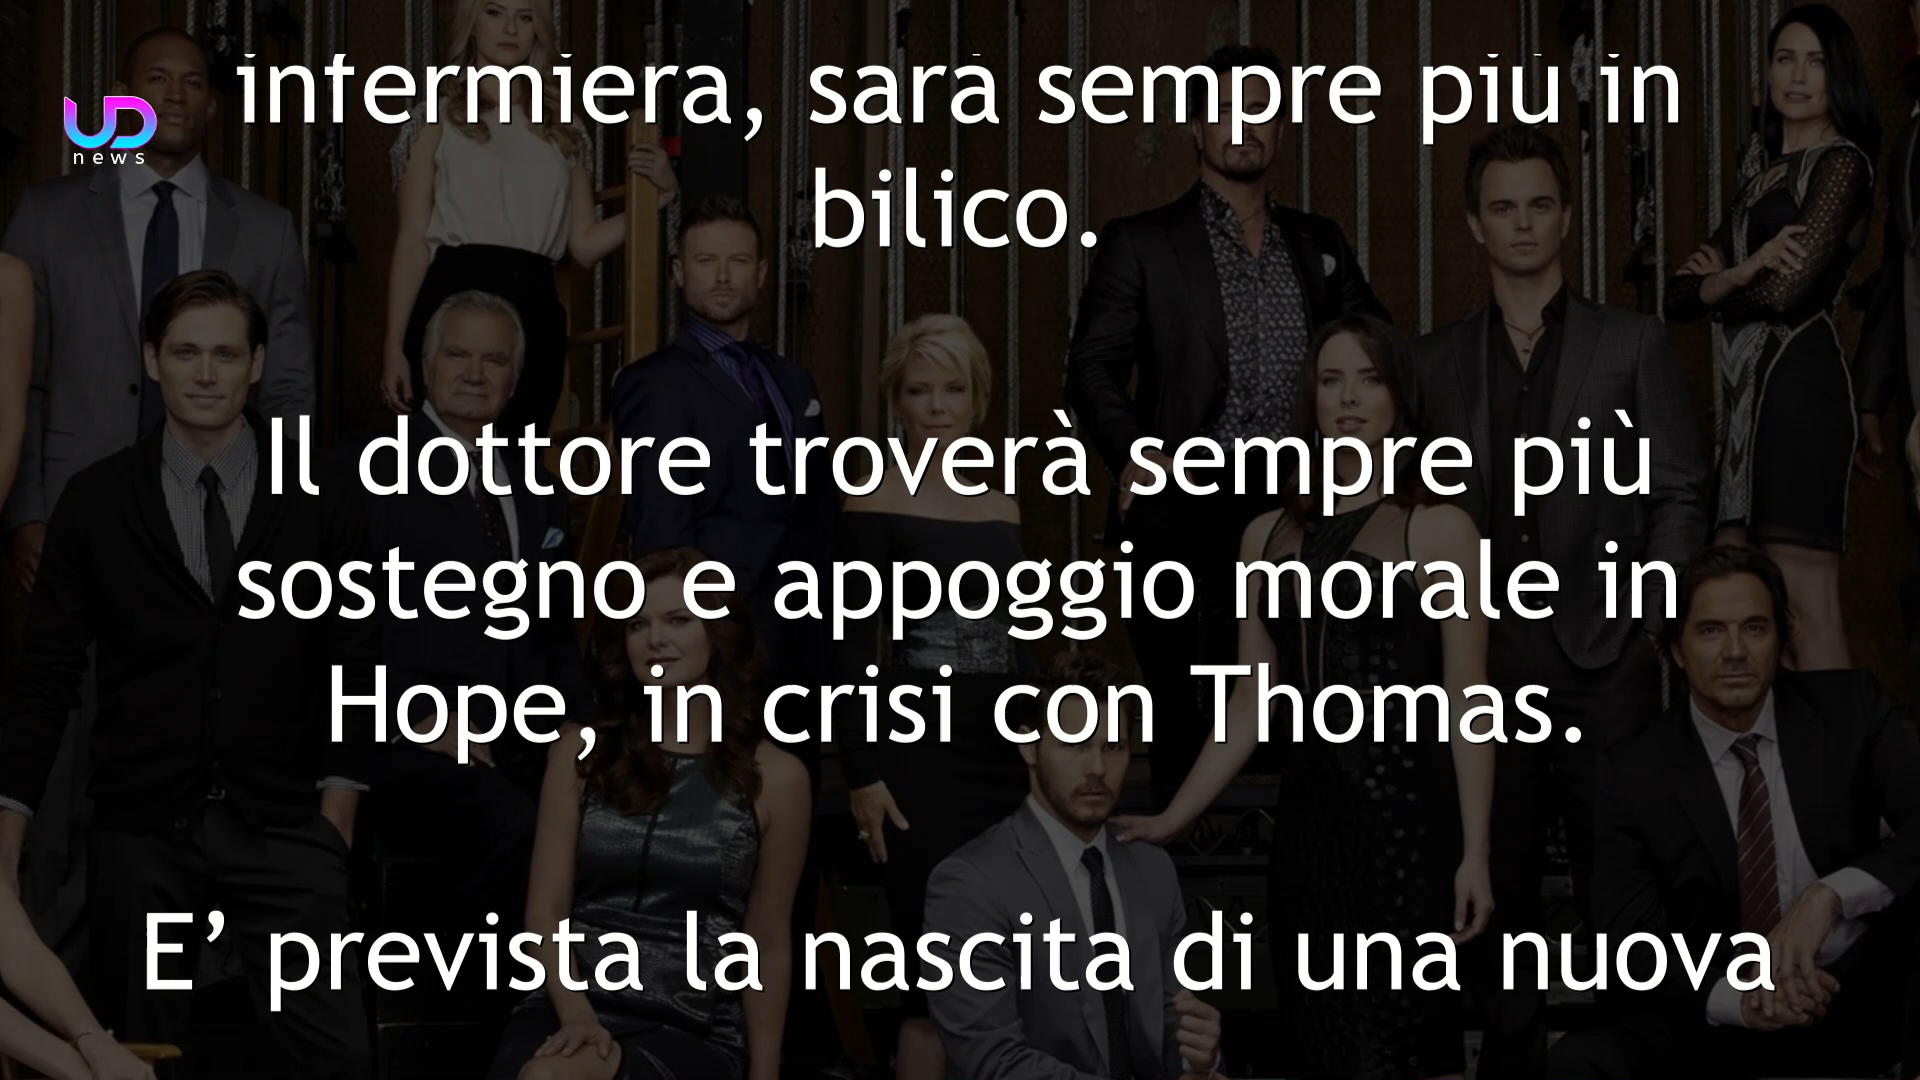 UD
news
infermiera, sarà sempre più in
bilico.
Il dottore troverà sempre più
sostegno e appoggio morale in
Hope, in crisi con Thomas.
E’ prevista la nascita di una nuova